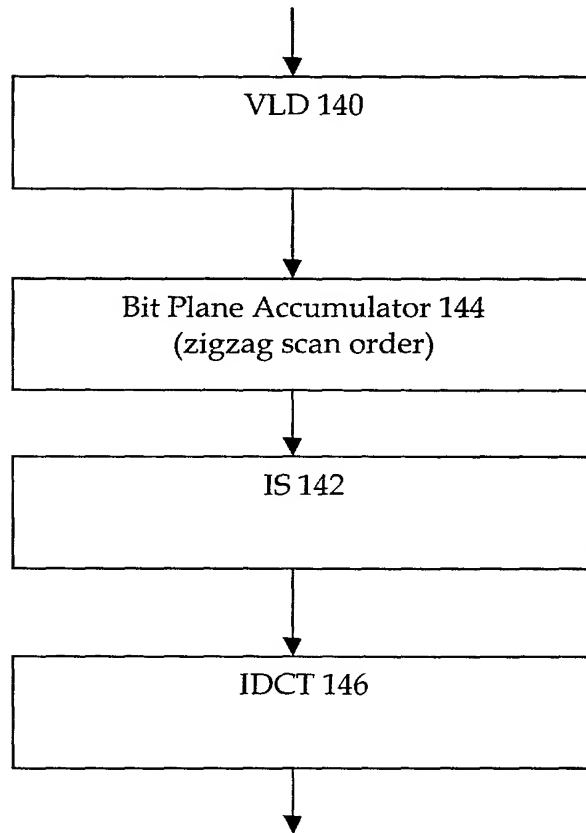 VLD 140
Bit Plane Accumulator 144
(zigzag scan order)
IS 142
IDCT 146